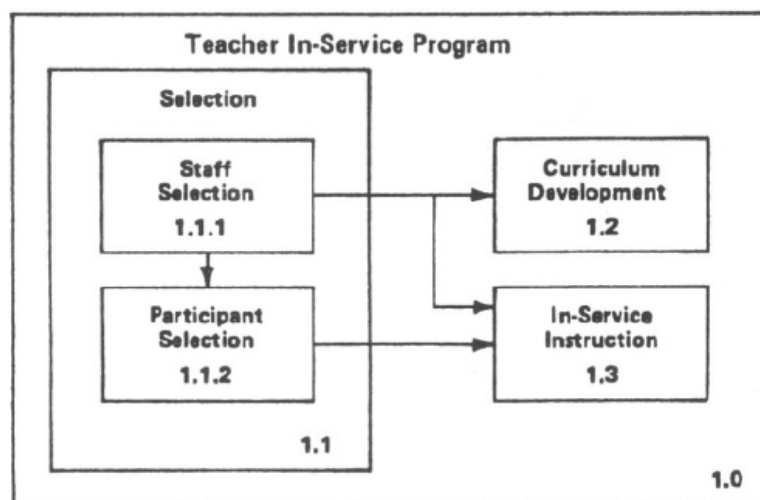 Teacher In-Service Program
Selection
Staff
Selection
1.1.1
Curriculum
Development
1.2
Participant
Selection
1.1.2
In-Service
Instruction
1.3
1.1
1.0